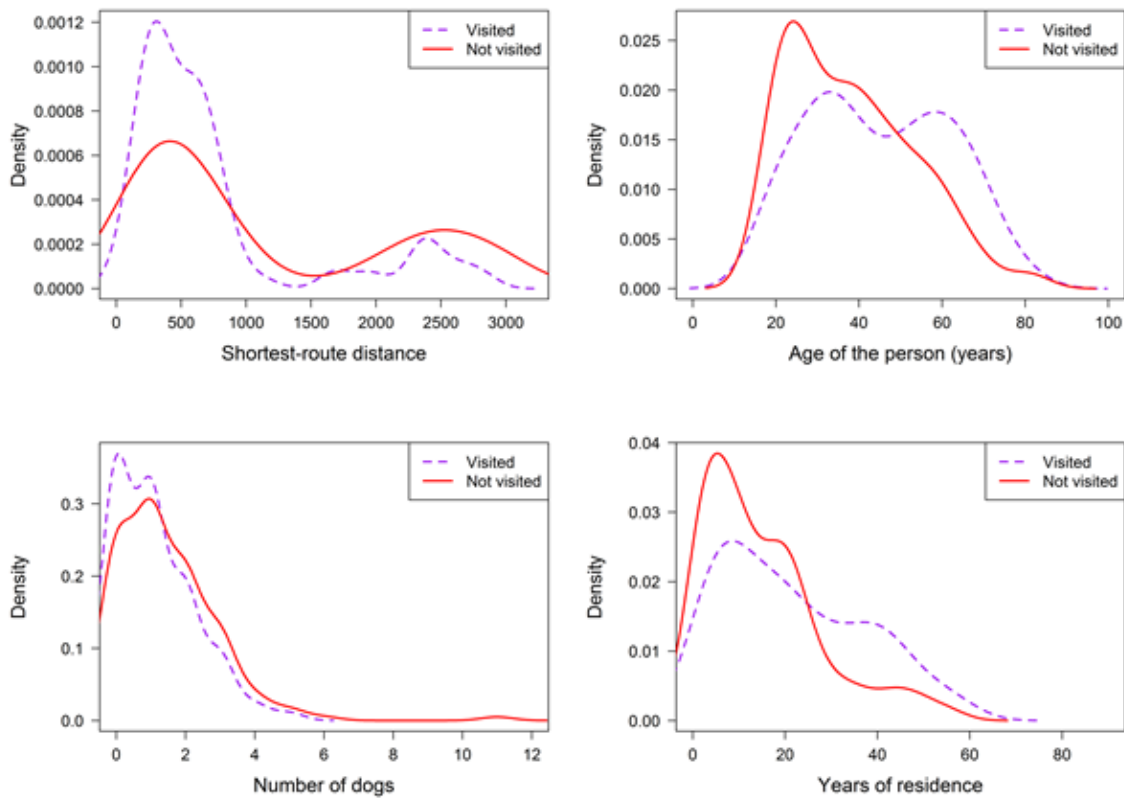 Density
0.0012
0.0010
0.0008
0.0006
0.0004
0.0002
0.0000
0 500 1000 1500 2000 2500 3000
Shortest-route distance
Visited
Not visited
Density
0.025
0.020
0.015
0.010
0.005
0.000
0 20 40 60 80 100
Age of the person (years)
Visited
Not visited
Density
0.3
0.2
0.1
0.0
0 2 4 6 8 10 12
Number of dogs
Visited
Not visited
Density
0.04
0.03
0.02
0.01
0.00
0 20 40 60 80
Years of residence
Visited
Not visited